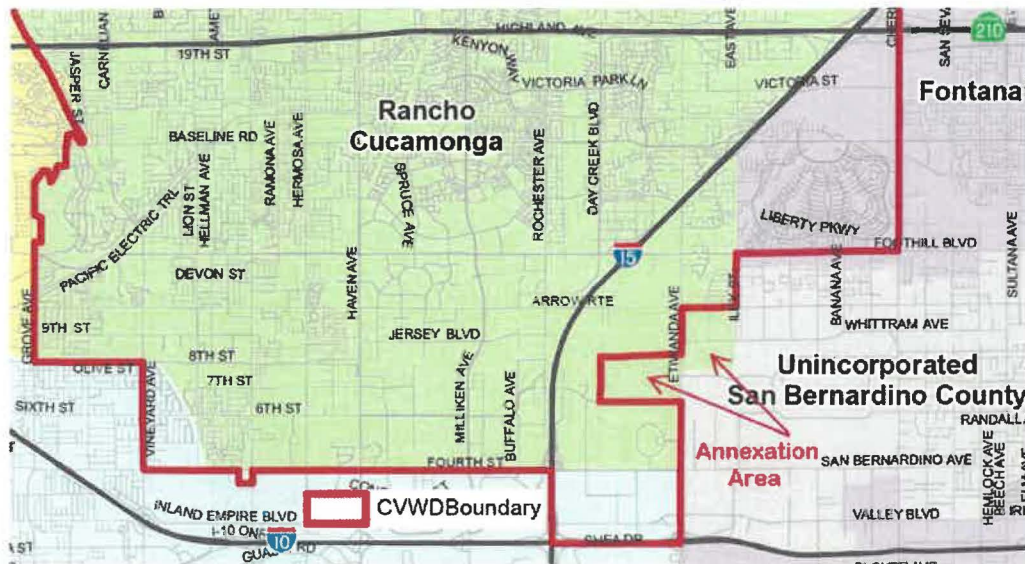 HIGHLAND AVE
210
19TH ST
KENYON WAY
EAST AVE
CARNELIAN
JASPER ST
VICTORIA PARK LN
VICTORIA ST
Fontana
Rancho
Cucamonga
BASELINE RD
RAMONA AVE
HERMOSA AVE
SPRUCE AVE
ROCHESTER AVE
DAY CREEK BLVD
LION ST
HELLMAN AVE
PACIFIC ELECTRIC TRL
LIBERTY PKWY
FOOTHILL BLVD
SULTANA AVE
15
DEVON ST
HAVEN AVE
ARROW RTE
ETIWANDA AVE
ILEX ST
BANANA AVE
GROVE AVE
9TH ST
JERSEY BLVD
WHITTRAM AVE
8TH ST
OLIVE ST
7TH ST
Unincorporated
San Bernardino County
SIXTH ST
VINEYARD AVE
6TH ST
MILLIKEN AVE
BUFFALO AVE
RANDALL
Annexation
Area
FOURTH ST
SAN BERNARDINO AVE
HEMLOCK AVE
BEECH AVE
CVWDBoundary
INLAND EMPIRE BLVD
I-10 ON
10
VALLEY BLVD
SHEA DR